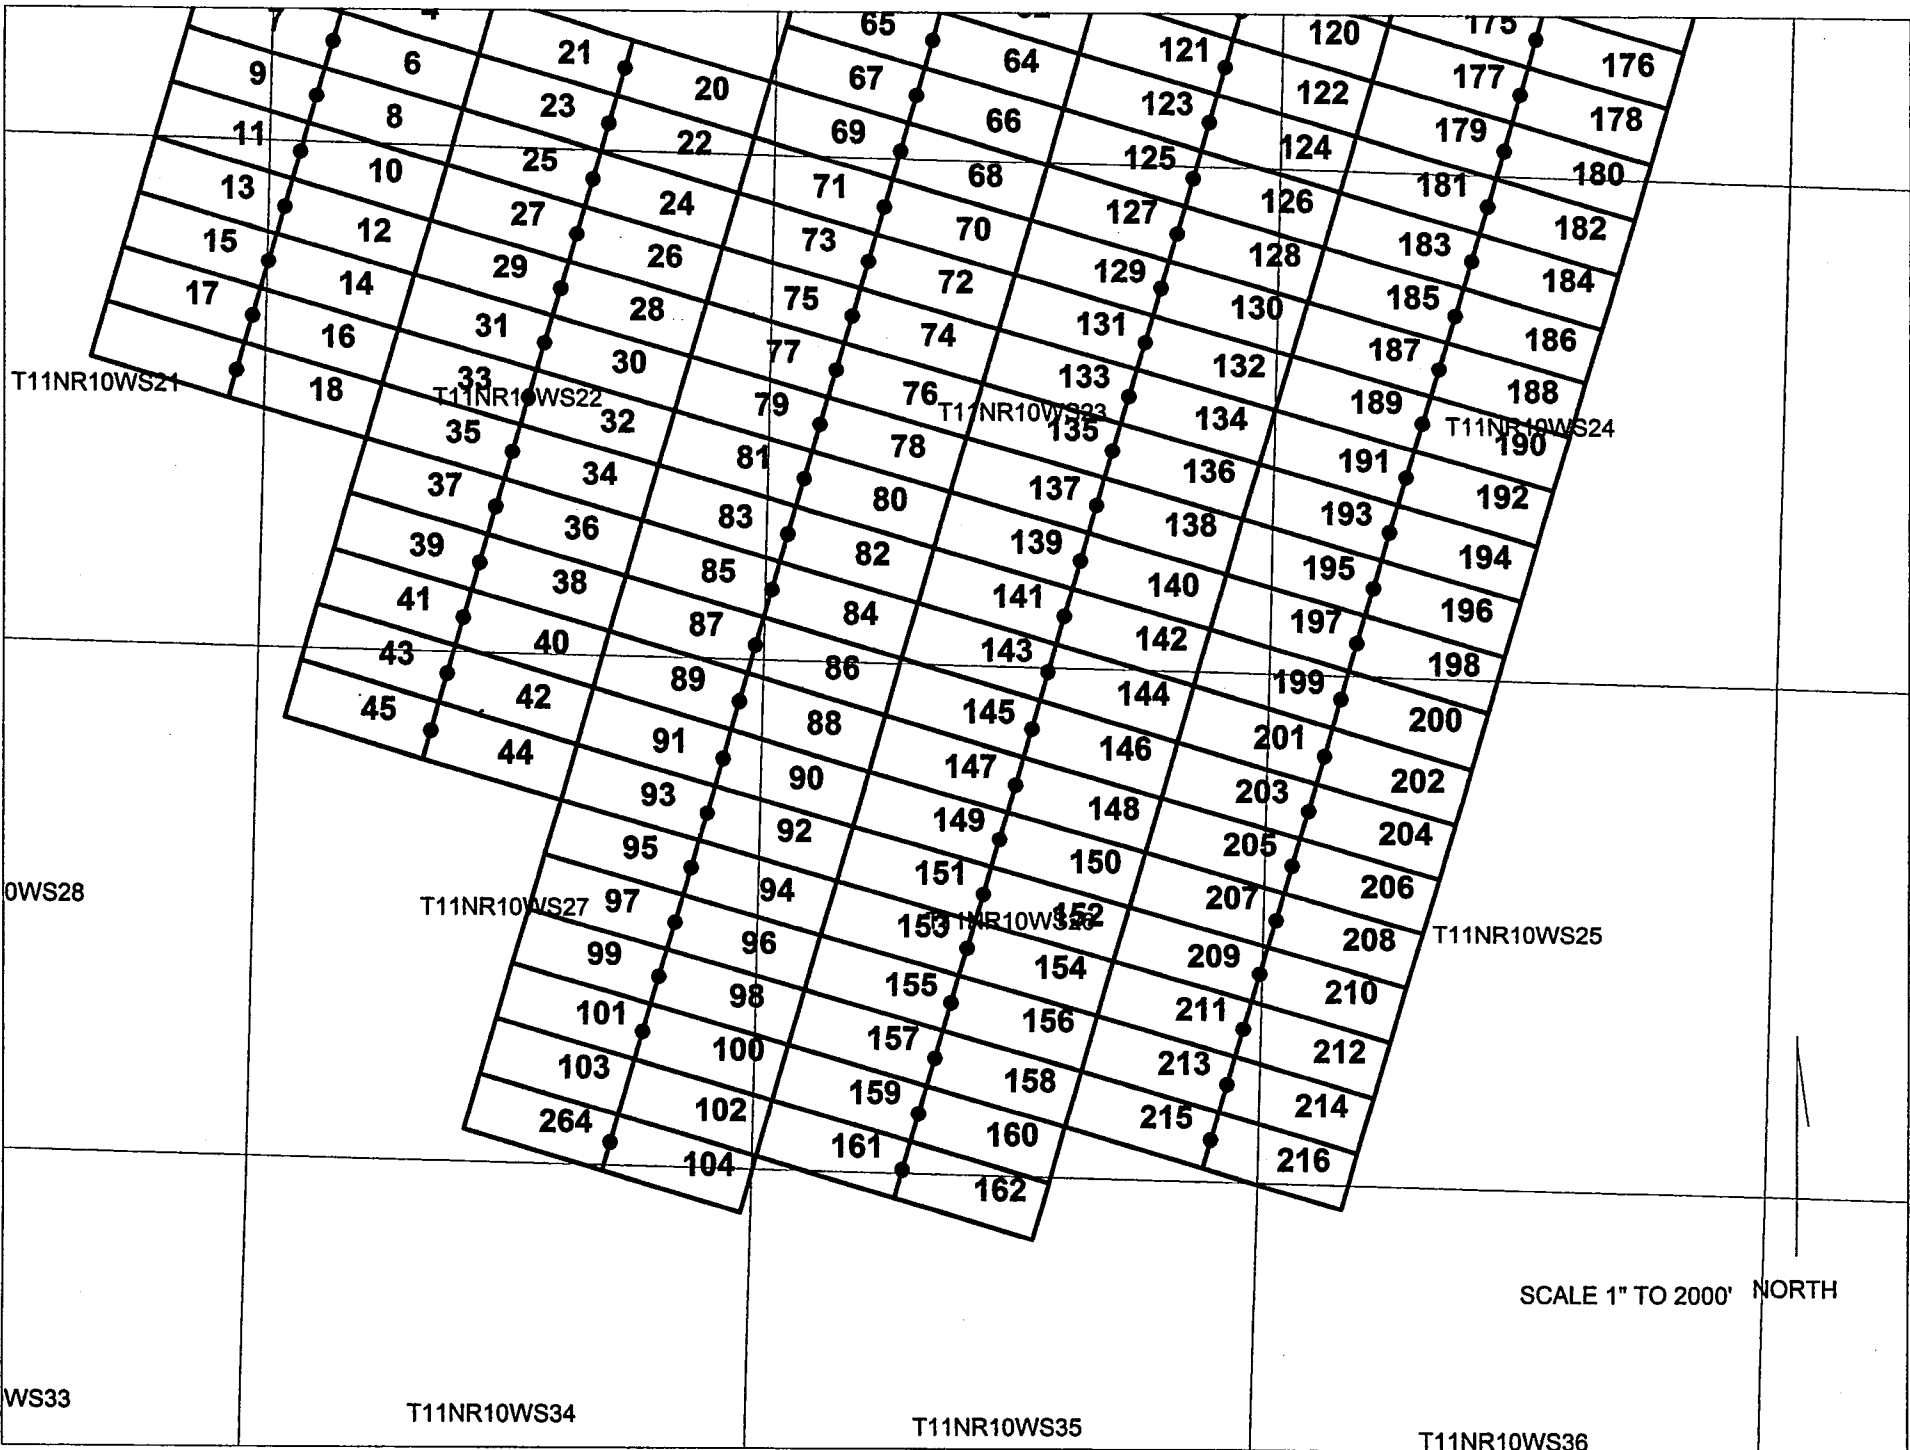 65 120 175
21 64 121 176
9 6 67 122 177
23 20 66 123 178
8 69 124 179
11 22 125 180
25 68 126 181
13 10 71 127 182
27 24 70 128 183
15 12 73 129 184
29 26 72 130 185
17 14 75 131 186
31 28 74 132 187
16 77 133 188
30 76 189
T11NR10WS21 18 33 T11NR10WS22 32 79 T11NR10WS23 134 T11NR10WS24
35 78 135 190
37 34 81 136 191
39 36 80 137 192
83 138 193
41 38 82 139 194
85 140 195
43 40 84 141 196
87 142 197
45 42 86 143 198
89 144 199
44 88 145 200
91 146 201
90 147 202
93 148 203
92 149 204
95 150 205
0WS28 94 151 206
T11NR10WS27 97 153 T11NR10WS26 152 207
96 208 T11NR10WS25
99 154 209
98 155 210
101 156 211
100 157 212
103 158 213
102 159 214
264 160 215
104 161 216
162
SCALE 1" TO 2000' NORTH
WS33 T11NR10WS34 T11NR10WS35 T11NR10WS36